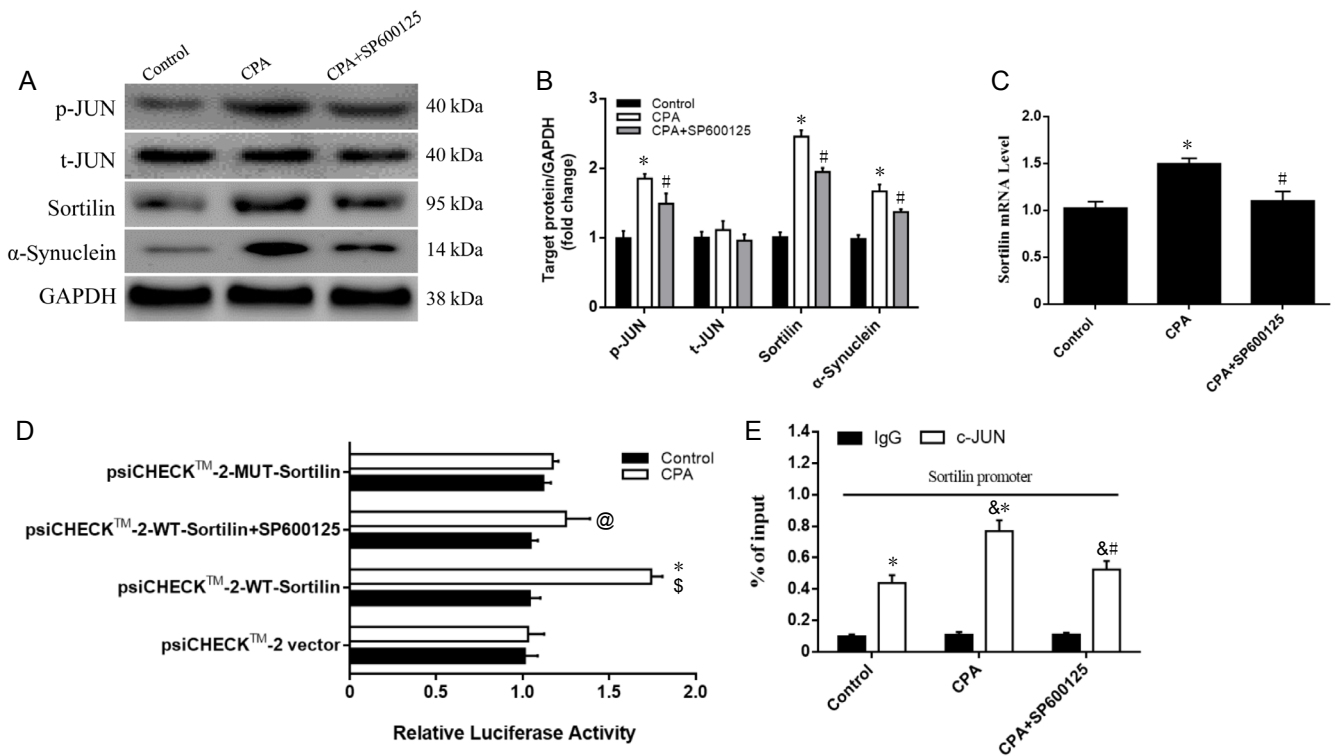 A
Control CPA CPA+SP600125
p-JUN 40 kDa
t-JUN 40 kDa
Sortilin 95 kDa
α-Synuclein 14 kDa
GAPDH 38 kDa
B
Control
CPA
CPA+SP600125
Target protein/GAPDH
(fold change)
3
2
1
0
* # * # * #
p-JUN t-JUN Sortilin α-Synuclein
C
Sortilin mRNA Level
2.0
1.5
1.0
0.5
0.0
* #
Control CPA CPA+SP600125
D
Control
CPA
psiCHECK™-2-MUT-Sortilin
psiCHECK™-2-WT-Sortilin+SP600125 @
psiCHECK™-2-WT-Sortilin *
$
psiCHECK™-2 vector
0 0.5 1.0 1.5 2.0
Relative Luciferase Activity
E
IgG c-JUN
Sortilin promoter
% of input
1.4
1.2
1.0
0.8
0.6
0.4
0.2
0
* &* &#
Control CPA CPA+SP600125